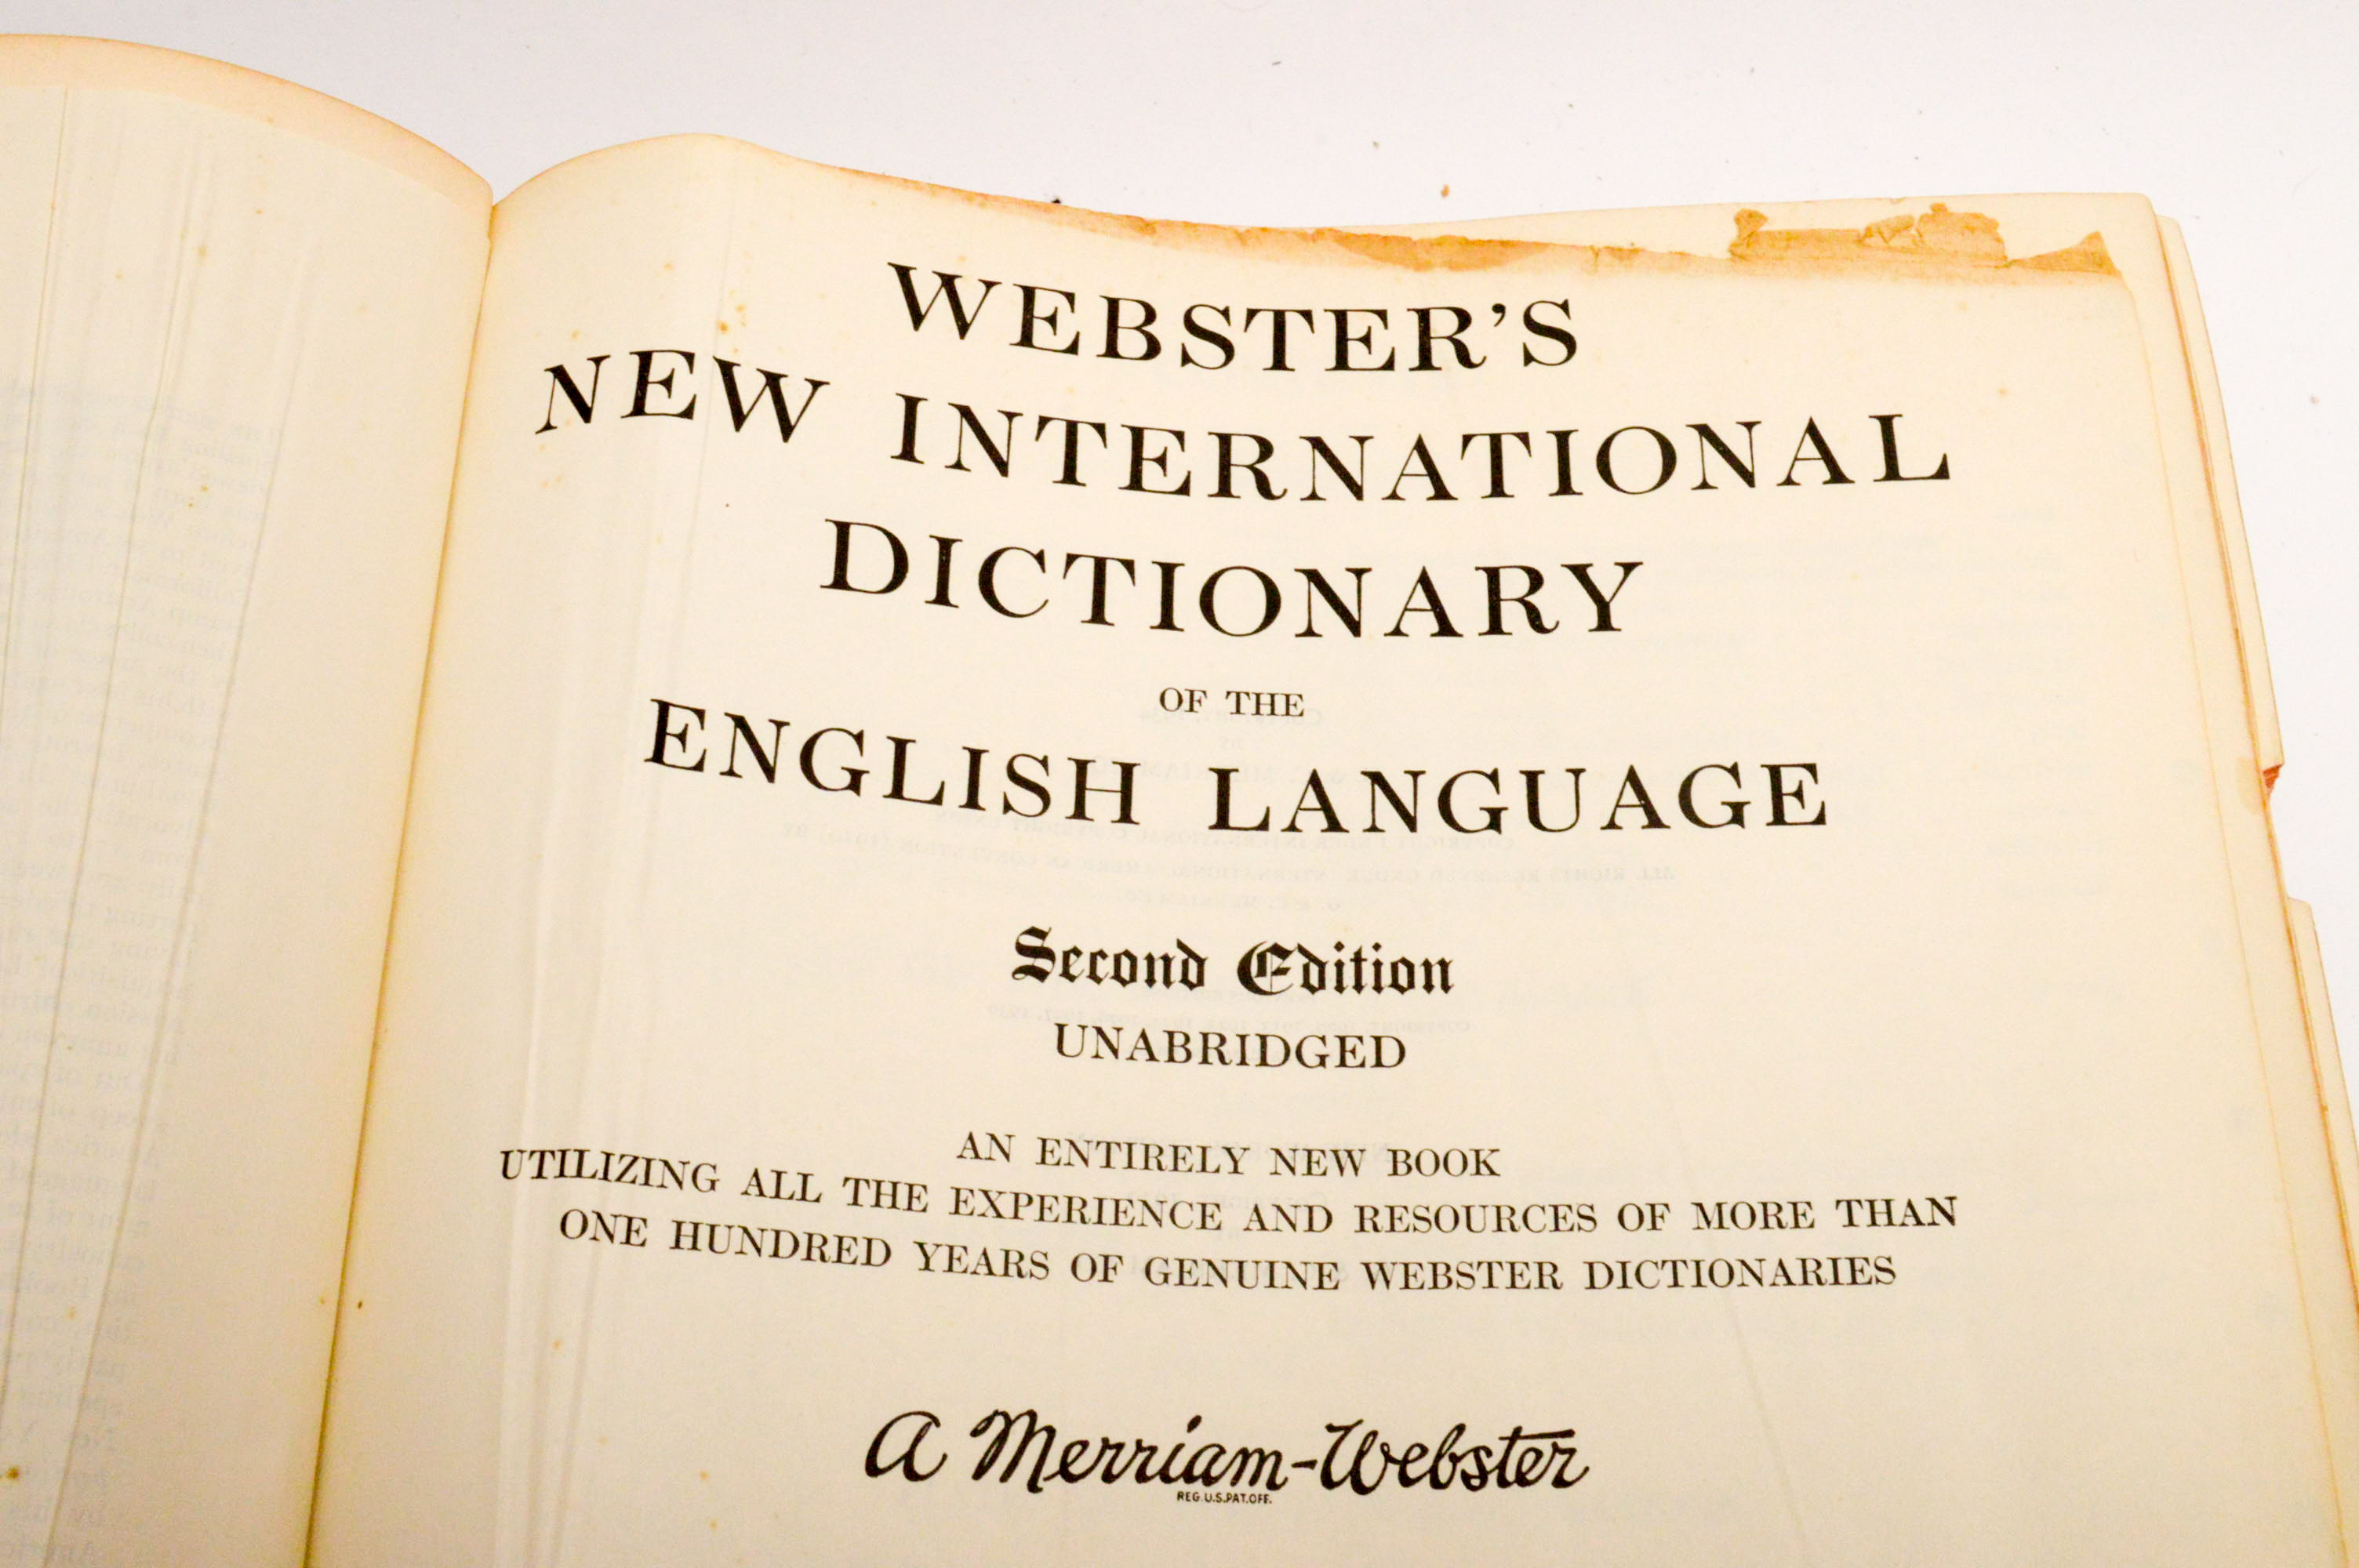 WEBSTER'S
NEW INTERNATIONAL
DICTIONARY
OF THE
ENGLISH LANGUAGE
Second Edition
UNABRIDGED
AN ENTIRELY NEW BOOK
UTILIZING ALL THE EXPERIENCE AND RESOURCES OF MORE THAN
ONE HUNDRED YEARS OF GENUINE WEBSTER DICTIONARIES
A Merriam-Webster
REG.U.S.PAT.OFF.